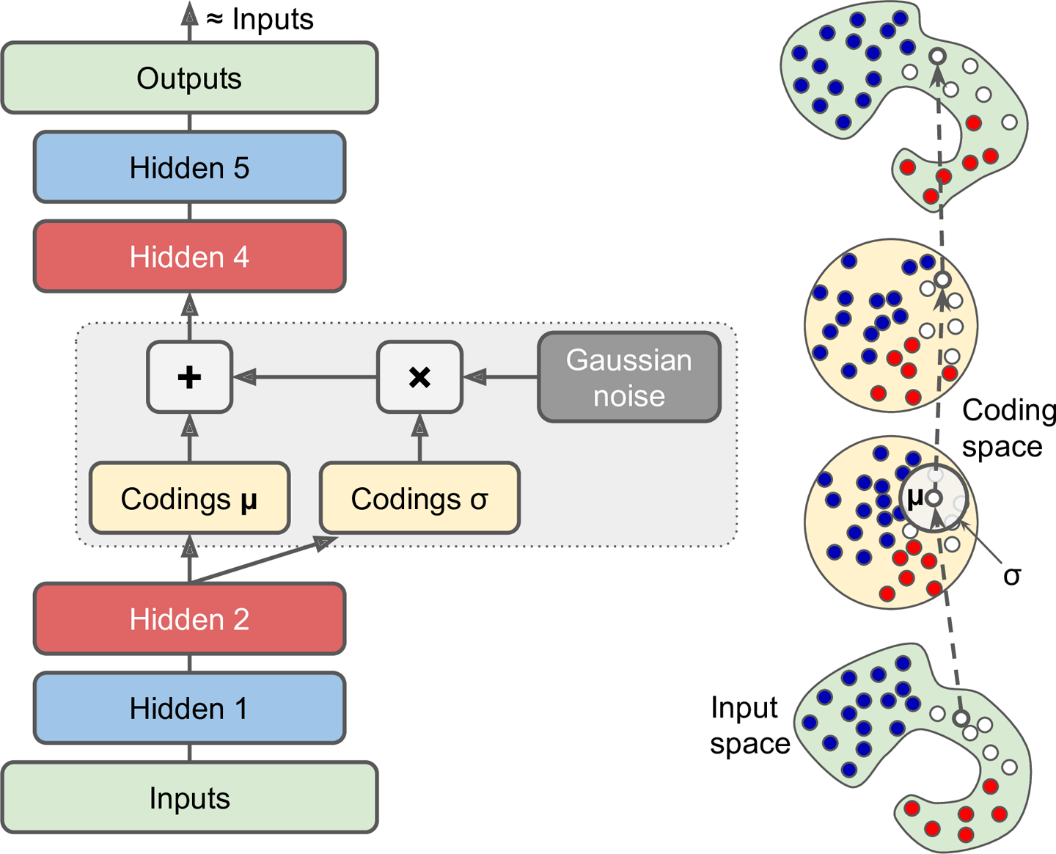 ≈ Inputs
Outputs
Hidden 5
Hidden 4
+
×
Gaussian
noise
Codings μ
Codings σ
Hidden 2
Hidden 1
Inputs
Coding
space
μ
σ
Input
space